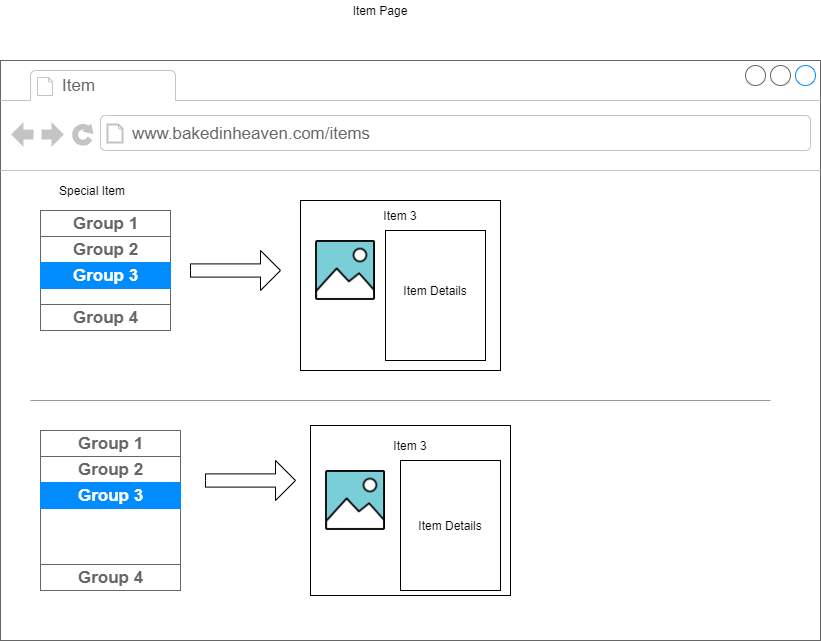 Item Page
Item
www.bakedinheaven.com/items
Special Item
Group 1
Group 2
Group 3
Group 4
Item 3
Item Details
Group 1
Group 2
Group 3
Group 4
Item 3
Item Details